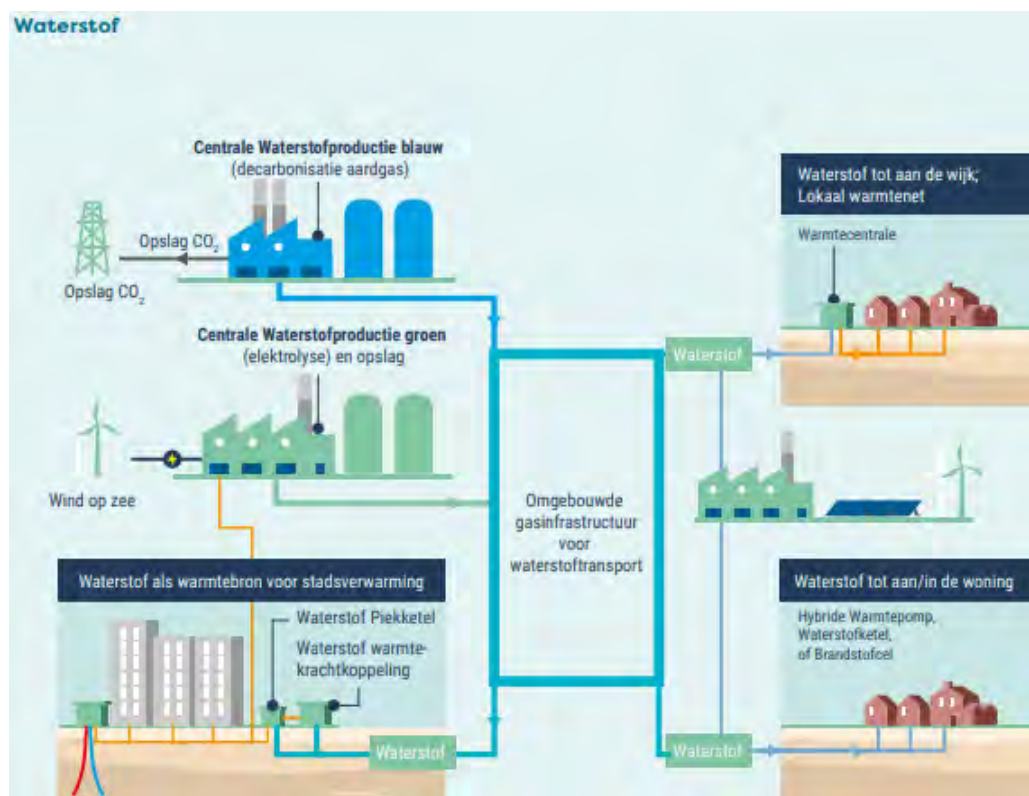 Waterstof
Centrale Waterstofproductie blauw
(decarbonisatie aardgas)
Opslag CO₂
Opslag CO₂
Centrale Waterstofproductie groen
(elektrolyse) en opslag
Wind op zee
Waterstof als warmtebron voor stadsverwarming
Waterstof Piekketel
Waterstof warmte-
krachtkoppeling
Waterstof
Omgebouwde
gasinfrastructuur
voor
waterstoftransport
Waterstof
Waterstof tot aan de wijk;
Lokaal warmtenet
Warmtecentrale
Waterstof tot aan/in de woning
Hybride Warmtepomp,
Waterstofketel,
of Brandstofcel
Waterstof